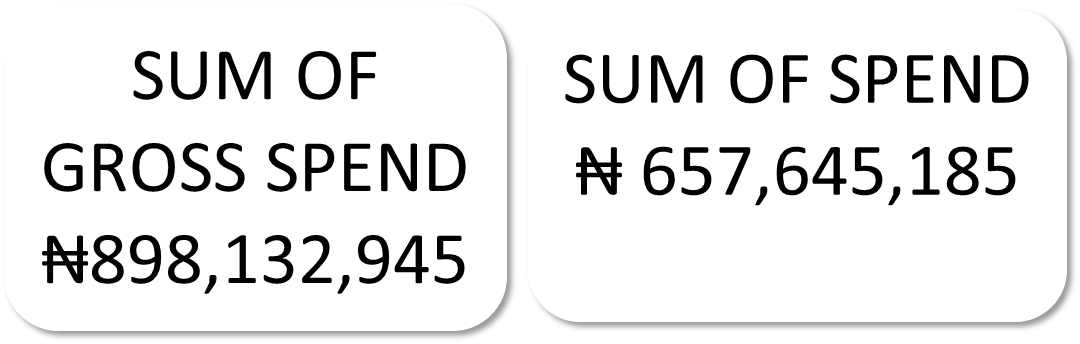 SUM OF
GROSS SPEND
₦898,132,945
SUM OF SPEND
₦ 657,645,185